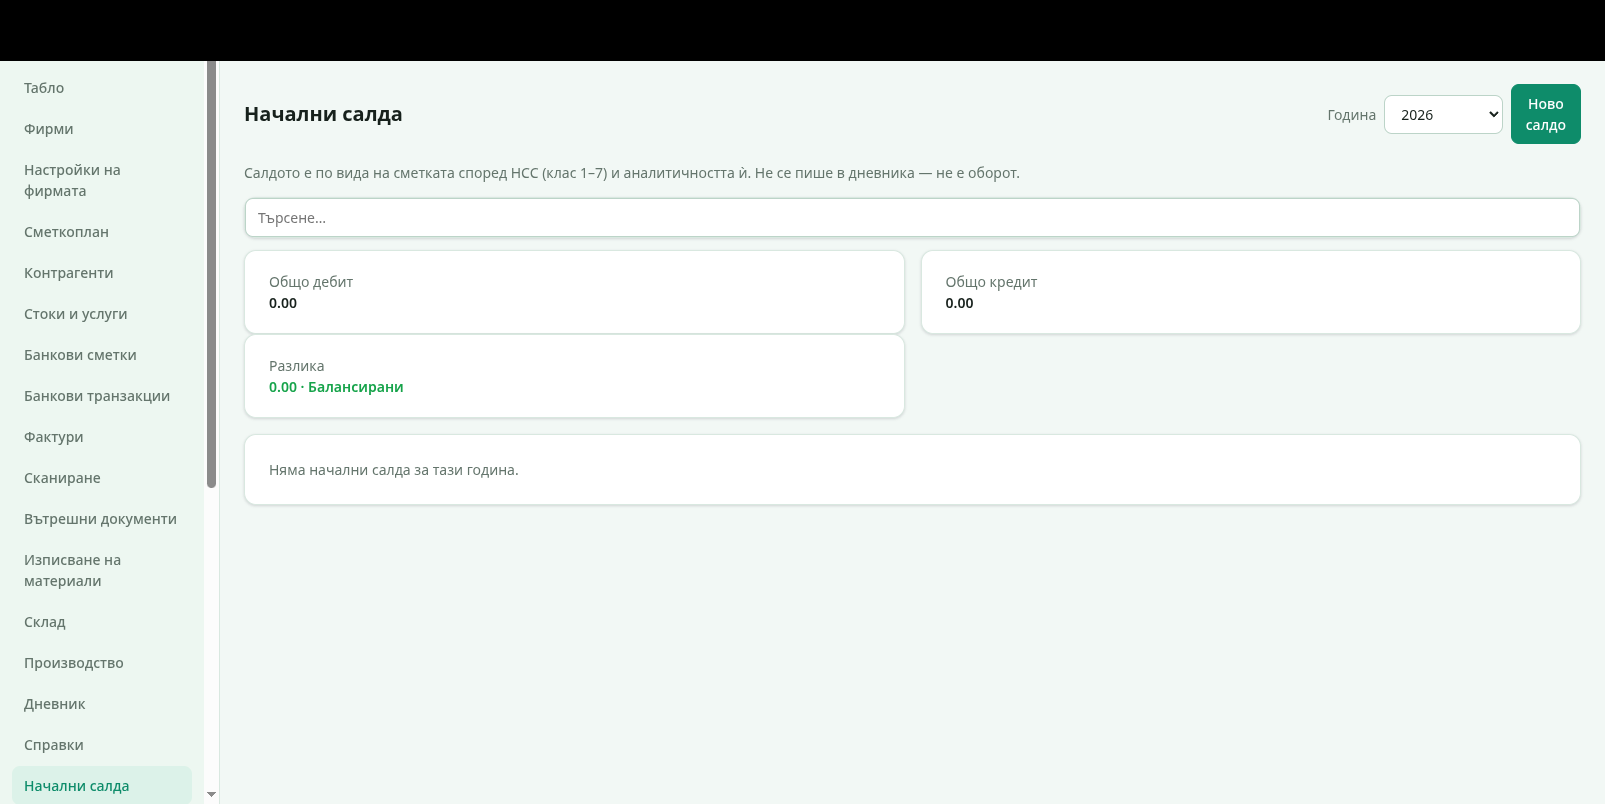 Табло
Фирми
Настройки на
фирмата
Сметкоплан
Контрагенти
Стоки и услуги
Банкови сметки
Банкови транзакции
Фактури
Сканиране
Вътрешни документи
Изписване на
материали
Склад
Производство
Дневник
Справки
Начални салда
Начални салда
Година
2026
Ново
салдо
Салдото е по вида на сметката според НСС (клас 1–7) и аналитичността ѝ. Не се пише в дневника — не е оборот.
Търсене...
Общо дебит
0.00
Общо кредит
0.00
Разлика
0.00 · Балансирани
Няма начални салда за тази година.